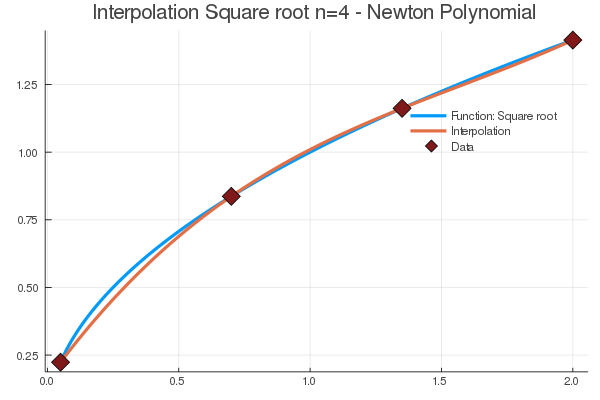 Interpolation Square root n=4 - Newton Polynomial
1.25
1.00
0.75
0.50
0.25
Function: Square root
Interpolation
Data
0.0 0.5 1.0 1.5 2.0